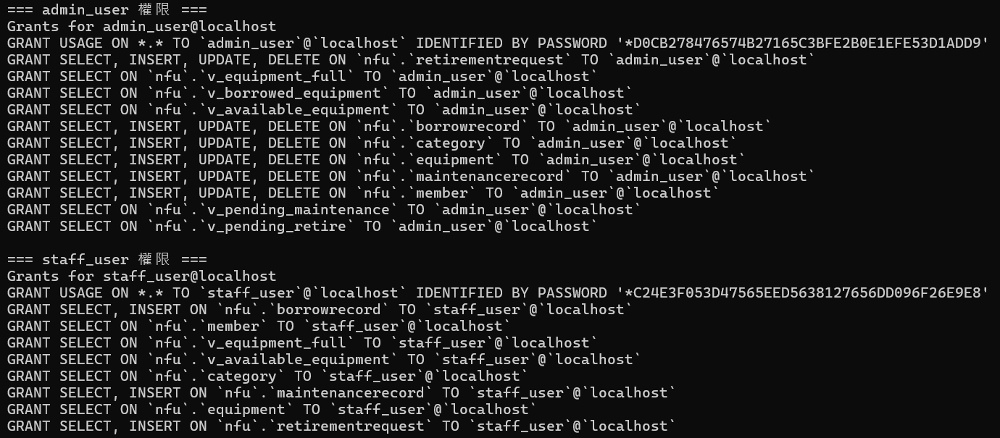 === admin_user 權限 ===
Grants for admin_user@localhost
GRANT USAGE ON *.* TO `admin_user`@`localhost` IDENTIFIED BY PASSWORD '*D0CB278476574B27165C3BFE2B0E1EFE53D1ADD9'
GRANT SELECT, INSERT, UPDATE, DELETE ON `nfu`.`retirementrequest` TO `admin_user`@`localhost`
GRANT SELECT ON `nfu`.`v_equipment_full` TO `admin_user`@`localhost`
GRANT SELECT ON `nfu`.`v_borrowed_equipment` TO `admin_user`@`localhost`
GRANT SELECT ON `nfu`.`v_available_equipment` TO `admin_user`@`localhost`
GRANT SELECT, INSERT, UPDATE, DELETE ON `nfu`.`borrowrecord` TO `admin_user`@`localhost`
GRANT SELECT, INSERT, UPDATE, DELETE ON `nfu`.`category` TO `admin_user`@`localhost`
GRANT SELECT, INSERT, UPDATE, DELETE ON `nfu`.`equipment` TO `admin_user`@`localhost`
GRANT SELECT, INSERT, UPDATE, DELETE ON `nfu`.`maintenancerecord` TO `admin_user`@`localhost`
GRANT SELECT, INSERT, UPDATE, DELETE ON `nfu`.`member` TO `admin_user`@`localhost`
GRANT SELECT ON `nfu`.`v_pending_maintenance` TO `admin_user`@`localhost`
GRANT SELECT ON `nfu`.`v_pending_retire` TO `admin_user`@`localhost`
=== staff_user 權限 ===
Grants for staff_user@localhost
GRANT USAGE ON *.* TO `staff_user`@`localhost` IDENTIFIED BY PASSWORD '*C24E3F053D47565EED5638127656DD096F26E9E8'
GRANT SELECT, INSERT ON `nfu`.`borrowrecord` TO `staff_user`@`localhost`
GRANT SELECT ON `nfu`.`member` TO `staff_user`@`localhost`
GRANT SELECT ON `nfu`.`v_equipment_full` TO `staff_user`@`localhost`
GRANT SELECT ON `nfu`.`v_available_equipment` TO `staff_user`@`localhost`
GRANT SELECT ON `nfu`.`category` TO `staff_user`@`localhost`
GRANT SELECT, INSERT ON `nfu`.`maintenancerecord` TO `staff_user`@`localhost`
GRANT SELECT ON `nfu`.`equipment` TO `staff_user`@`localhost`
GRANT SELECT, INSERT ON `nfu`.`retirementrequest` TO `staff_user`@`localhost`